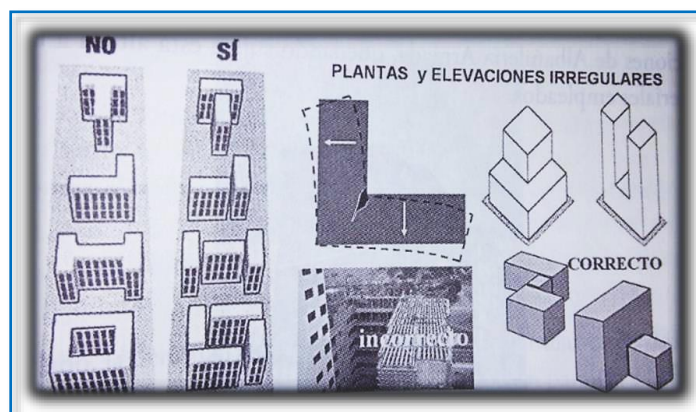 NO
SÍ
PLANTAS y ELEVACIONES IRREGULARES
CORRECTO
incorrecto